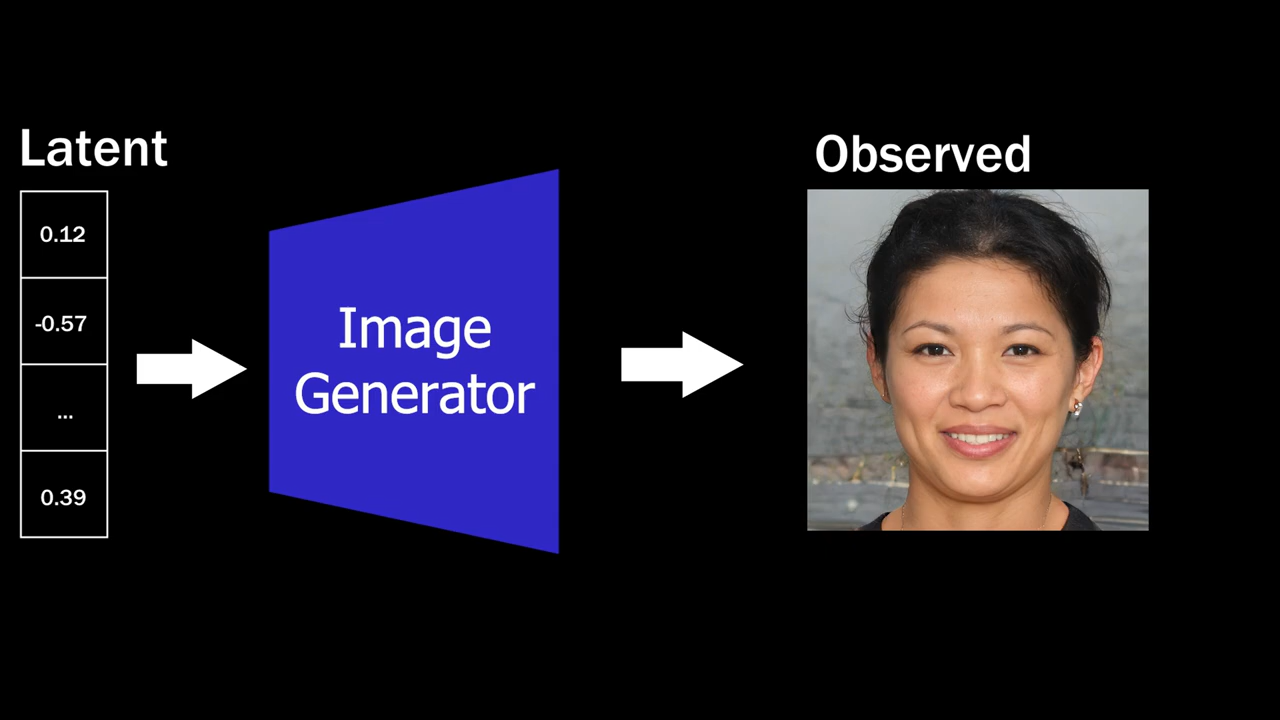 Latent
0.12
-0.57
...
0.39
Image
Generator
Observed